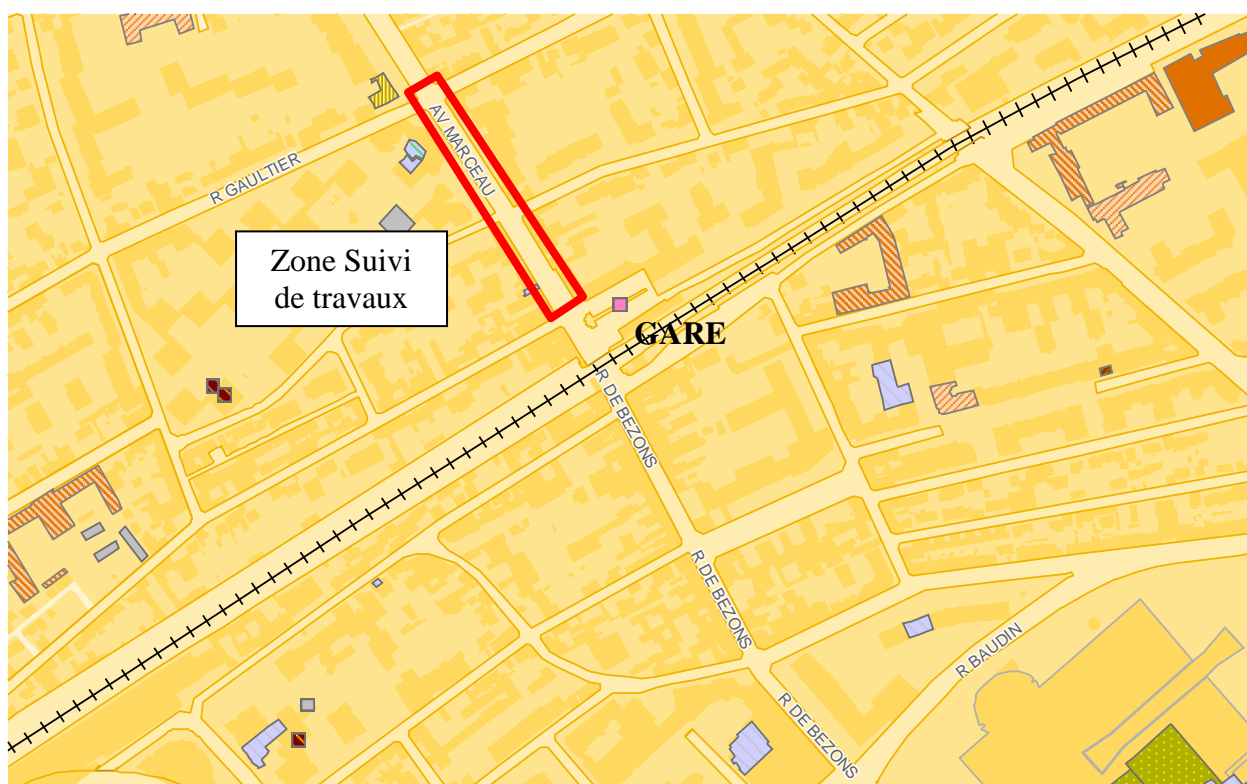 AV MARCEAU
R GAULTIER
Zone Suivi
de travaux
GARE
R DE BEZONS
R DE BEZONS
R BAUDIN
R DE BEZONS